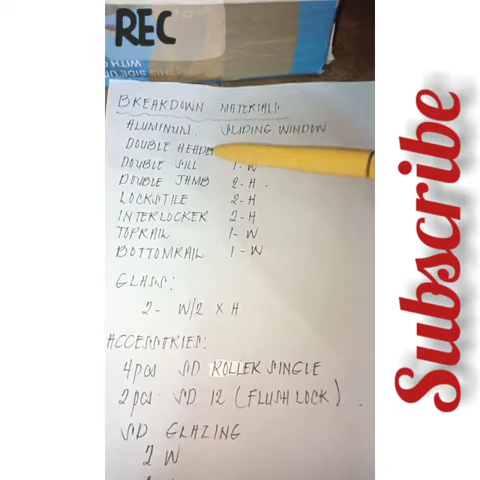 REC
BREAKDOWN MATERIALS
ALUMINUM: SLIDING WINDOW
DOUBLE HEADER
DOUBLE SILL 1-W
DOUBLE JAMB 2-H.
LOCKSTILE 2-H
INTERLOCKER 2-H
TOPRAIL 1-W
BOTTOMRAIL 1-W
GLASS:
2- W/2 X H
ACCESSORIES:
4pcs SD ROLLER SINGLE
2pcs SD 12 (FLUSH LOCK).
SD GLAZING
2 W
Subscribe